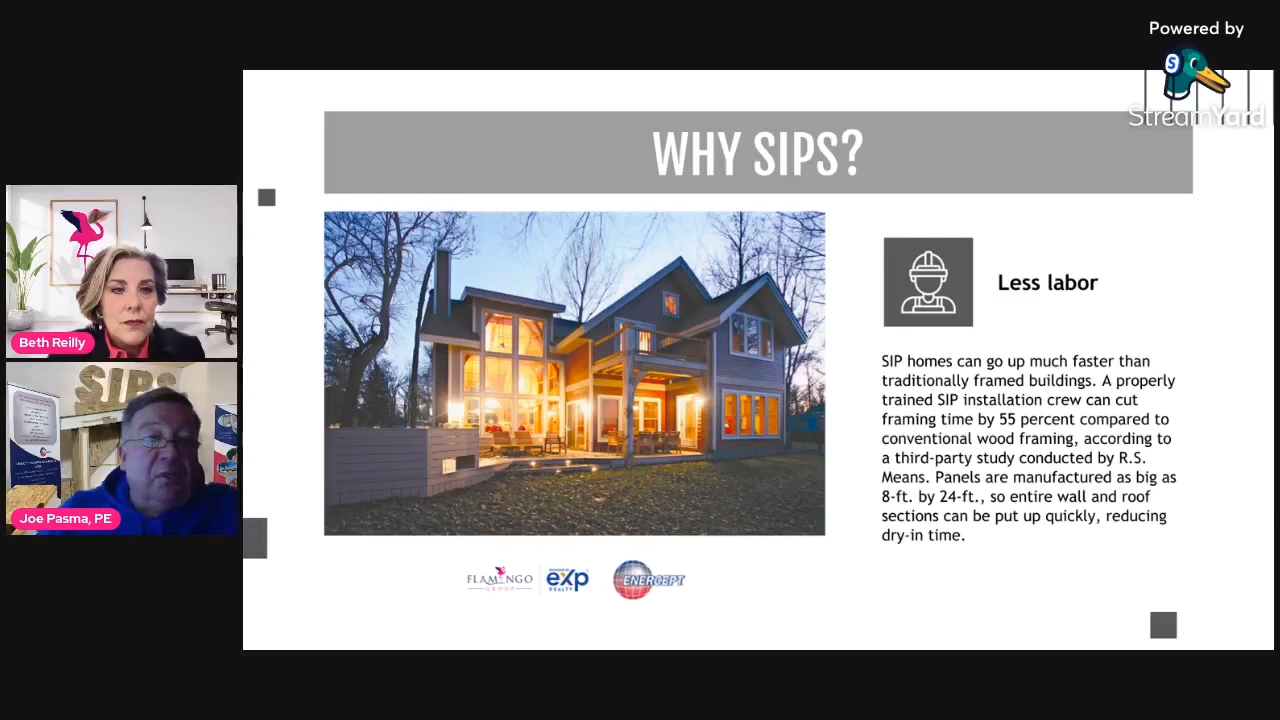 Powered by
StreamYard
WHY SIPS?
Less labor
SIP homes can go up much faster than
traditionally framed buildings. A properly
trained SIP installation crew can cut
framing time by 55 percent compared to
conventional wood framing, according to
a third-party study conducted by R.S.
Means. Panels are manufactured as big as
8-ft. by 24-ft., so entire wall and roof
sections can be put up quickly, reducing
dry-in time.
Beth Reilly
SIPS
Joe Pasma, PE
FLAMINGO
GROUP
exp
REALTY
ENERCEPT